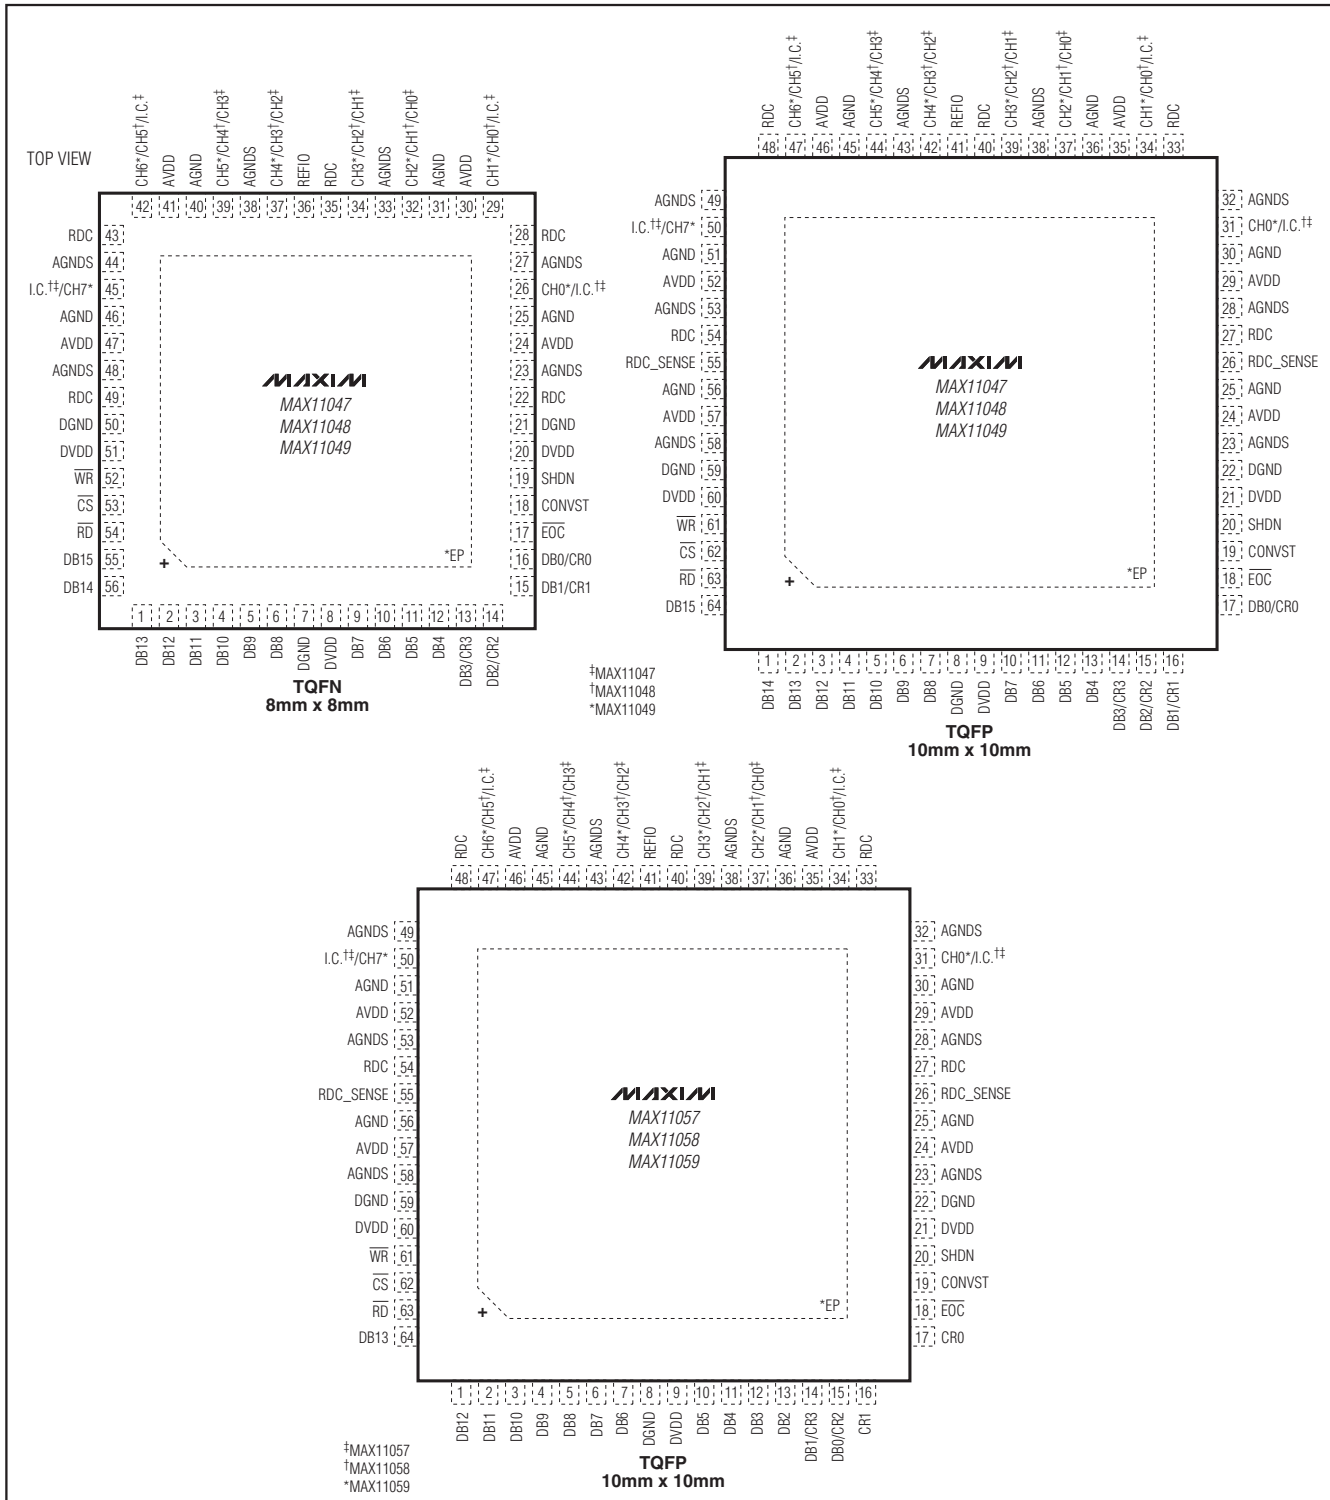 TOP VIEW
CH6*/CH5†/I.C.‡
AVDD
AGND
CH5*/CH4†/CH3‡
AGNDS
CH4*/CH3†/CH2‡
REFIO
RDC
CH3*/CH2†/CH1‡
AGNDS
CH2*/CH1†/CH0‡
AGND
AVDD
CH1*/CH0†/I.C.‡
42 41 40 39 38 37 36 35 34 33 32 31 30 29
RDC 43
AGNDS 44
I.C.†‡/CH7* 45
AGND 46
AVDD 47
AGNDS 48
RDC 49
DGND 50
DVDD 51
WR 52
CS 53
RD 54
DB15 55
DB14 56
28 RDC
27 AGNDS
26 CH0*/I.C.†‡
25 AGND
24 AVDD
23 AGNDS
22 RDC
21 DGND
20 DVDD
19 SHDN
18 CONVST
17 EOC
16 DB0/CR0
15 DB1/CR1
MAXIM
MAX11047
MAX11048
MAX11049
+
*EP
1 2 3 4 5 6 7 8 9 10 11 12 13 14
DB13
DB12
DB11
DB10
DB9
DB8
DGND
DVDD
DB7
DB6
DB5
DB4
DB3/CR3
DB2/CR2
TQFN
8mm x 8mm
‡MAX11047
†MAX11048
*MAX11049
RDC
CH6*/CH5†/I.C.‡
AVDD
AGND
CH5*/CH4†/CH3‡
AGNDS
CH4*/CH3†/CH2‡
REFIO
RDC
CH3*/CH2†/CH1‡
AGNDS
CH2*/CH1†/CH0‡
AGND
AVDD
CH1*/CH0†/I.C.‡
RDC
48 47 46 45 44 43 42 41 40 39 38 37 36 35 34 33
AGNDS 49
I.C.†‡/CH7* 50
AGND 51
AVDD 52
AGNDS 53
RDC 54
RDC_SENSE 55
AGND 56
AVDD 57
AGNDS 58
DGND 59
DVDD 60
WR 61
CS 62
RD 63
DB15 64
32 AGNDS
31 CH0*/I.C.†‡
30 AGND
29 AVDD
28 AGNDS
27 RDC
26 RDC_SENSE
25 AGND
24 AVDD
23 AGNDS
22 DGND
21 DVDD
20 SHDN
19 CONVST
18 EOC
17 DB0/CR0
MAXIM
MAX11047
MAX11048
MAX11049
+
*EP
1 2 3 4 5 6 7 8 9 10 11 12 13 14 15 16
DB14
DB13
DB12
DB11
DB10
DB9
DB8
DGND
DVDD
DB7
DB6
DB5
DB4
DB3/CR3
DB2/CR2
DB1/CR1
TQFP
10mm x 10mm
RDC
CH6*/CH5†/I.C.‡
AVDD
AGND
CH5*/CH4†/CH3‡
AGNDS
CH4*/CH3†/CH2‡
REFIO
RDC
CH3*/CH2†/CH1‡
AGNDS
CH2*/CH1†/CH0‡
AGND
AVDD
CH1*/CH0†/I.C.‡
RDC
48 47 46 45 44 43 42 41 40 39 38 37 36 35 34 33
AGNDS 49
I.C.†‡/CH7* 50
AGND 51
AVDD 52
AGNDS 53
RDC 54
RDC_SENSE 55
AGND 56
AVDD 57
AGNDS 58
DGND 59
DVDD 60
WR 61
CS 62
RD 63
DB13 64
32 AGNDS
31 CH0*/I.C.†‡
30 AGND
29 AVDD
28 AGNDS
27 RDC
26 RDC_SENSE
25 AGND
24 AVDD
23 AGNDS
22 DGND
21 DVDD
20 SHDN
19 CONVST
18 EOC
17 CR0
MAXIM
MAX11057
MAX11058
MAX11059
+
*EP
1 2 3 4 5 6 7 8 9 10 11 12 13 14 15 16
DB12
DB11
DB10
DB9
DB8
DB7
DB6
DGND
DVDD
DB5
DB4
DB3
DB2
DB1/CR3
DB0/CR2
CR1
‡MAX11057
†MAX11058
*MAX11059
TQFP
10mm x 10mm